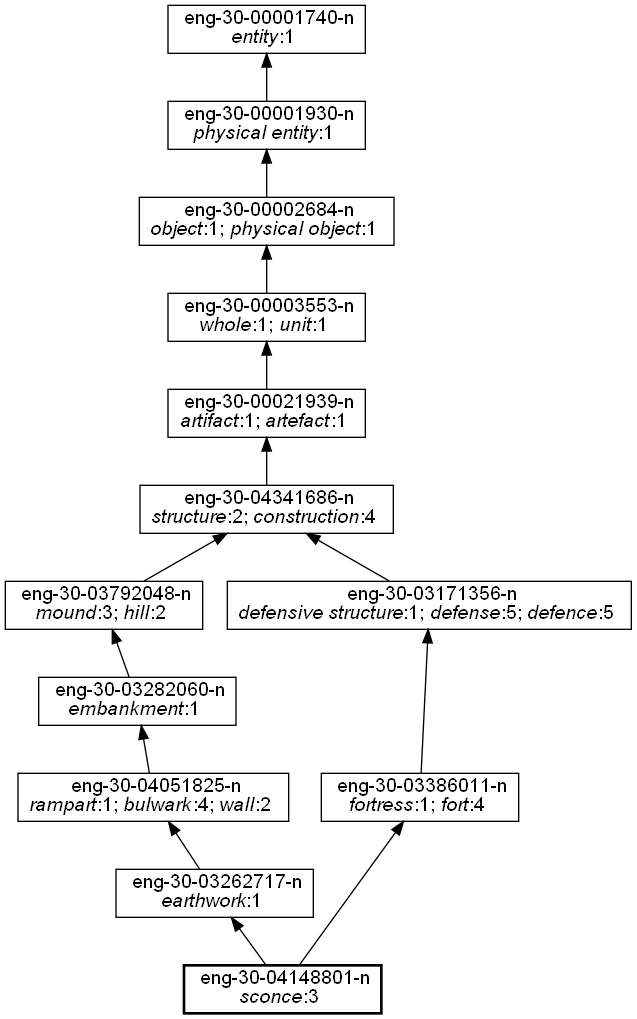 eng-30-00001740-n
entity:1
eng-30-00001930-n
physical entity:1
eng-30-00002684-n
object:1; physical object:1
eng-30-00003553-n
whole:1; unit:1
eng-30-00021939-n
artifact:1; artefact:1
eng-30-04341686-n
structure:2; construction:4
eng-30-03792048-n
mound:3; hill:2
eng-30-03171356-n
defensive structure:1; defense:5; defence:5
eng-30-03282060-n
embankment:1
eng-30-04051825-n
rampart:1; bulwark:4; wall:2
eng-30-03386011-n
fortress:1; fort:4
eng-30-03262717-n
earthwork:1
eng-30-04148801-n
sconce:3